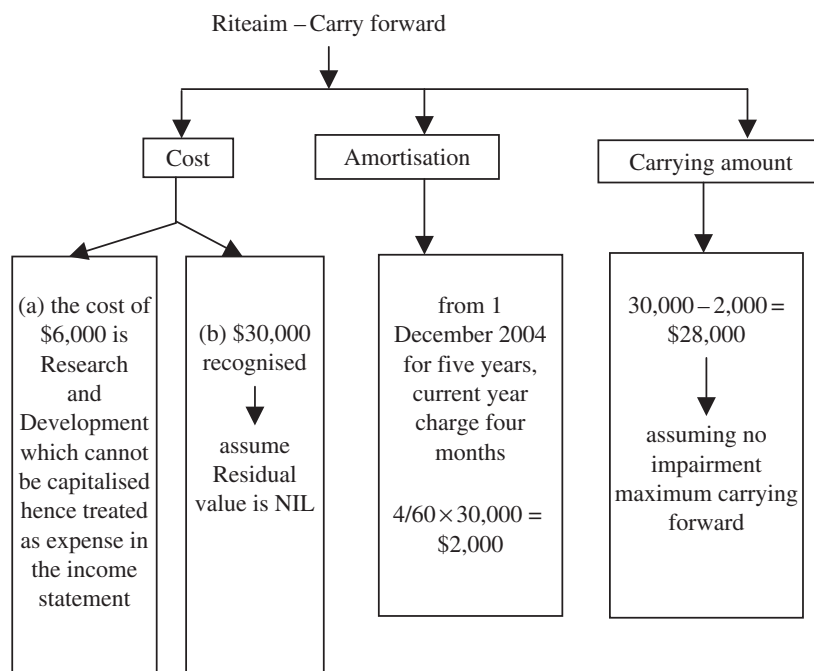 Riteaim – Carry forward
Cost
Amortisation
Carrying amount
(a) the cost of
$6,000 is
Research
and
Development
which cannot
be capitalised
hence treated
as expense in
the income
statement
(b) $30,000
recognised
assume
Residual
value is NIL
from 1
December 2004
for five years,
current year
charge four
months
4/60 × 30,000 =
$2,000
30,000 – 2,000 =
$28,000
assuming no
impairment
maximum carrying
forward